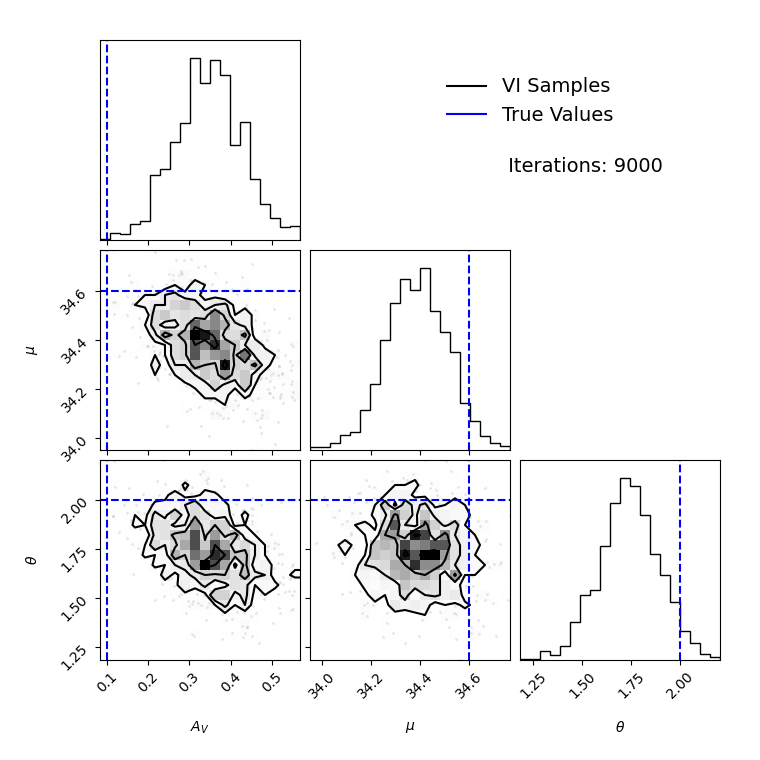 VI Samples
True Values
Iterations: 9000
μ
34.6
34.4
34.2
34.0
θ
2.00
1.75
1.50
1.25
0.1 0.2 0.3 0.4 0.5
34.0 34.2 34.4 34.6
1.25 1.50 1.75 2.00
A_V μ θ